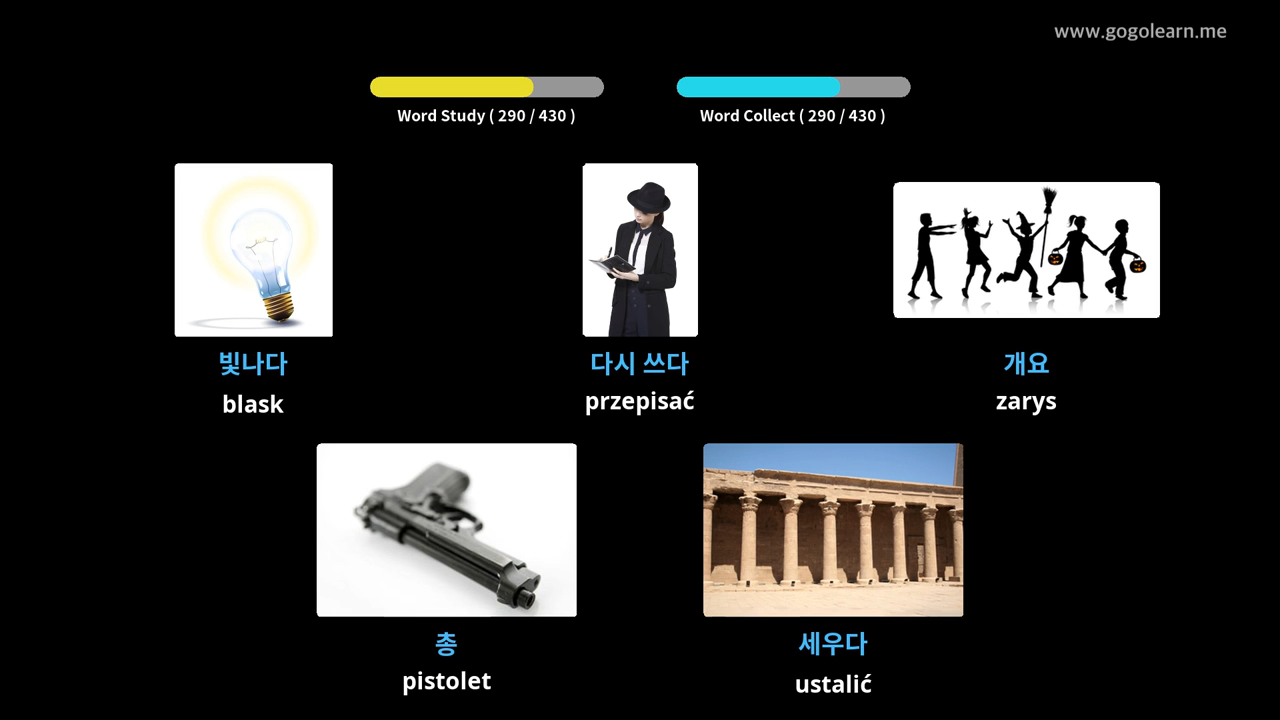 www.gogolearn.me
Word Study ( 290 / 430 )
Word Collect ( 290 / 430 )
빛나다
blask
다시 쓰다
przepisać
개요
zarys
총
pistolet
세우다
ustalić